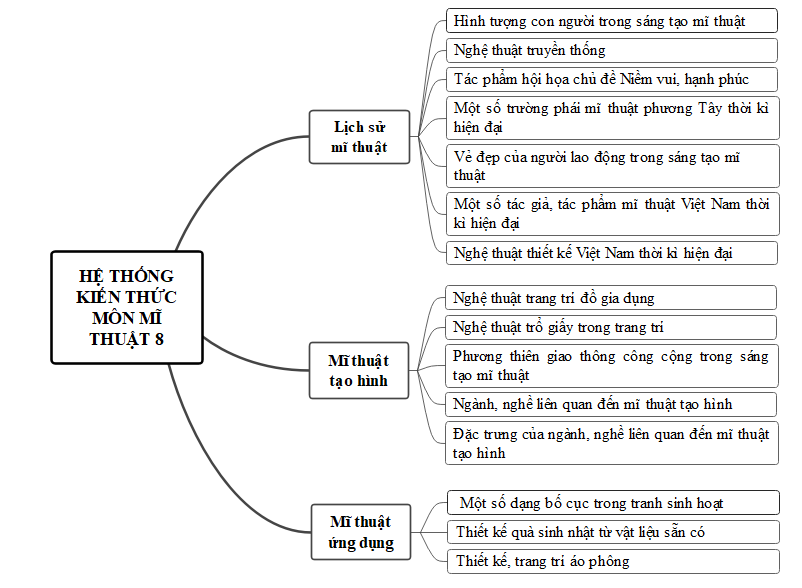 HỆ THỐNG
KIẾN THỨC
MÔN MĨ
THUẬT 8
Lịch sử
mĩ thuật
Hình tượng con người trong sáng tạo mĩ thuật
Nghệ thuật truyền thống
Tác phẩm hội họa chủ đề Niềm vui, hạnh phúc
Một số trường phái mĩ thuật phương Tây thời kì
hiện đại
Vẻ đẹp của người lao động trong sáng tạo mĩ
thuật
Một số tác giả, tác phẩm mĩ thuật Việt Nam thời
kì hiện đại
Nghệ thuật thiết kế Việt Nam thời kì hiện đại
Mĩ thuật
tạo hình
Nghệ thuật trang trí đồ gia dụng
Nghệ thuật trổ giấy trong trang trí
Phương thiên giao thông công cộng trong sáng
tạo mĩ thuật
Ngành, nghề liên quan đến mĩ thuật tạo hình
Đặc trưng của ngành, nghề liên quan đến mĩ thuật
tạo hình
Mĩ thuật
ứng dụng
Một số dạng bố cục trong tranh sinh hoạt
Thiết kế quà sinh nhật từ vật liệu sẵn có
Thiết kế, trang trí áo phông